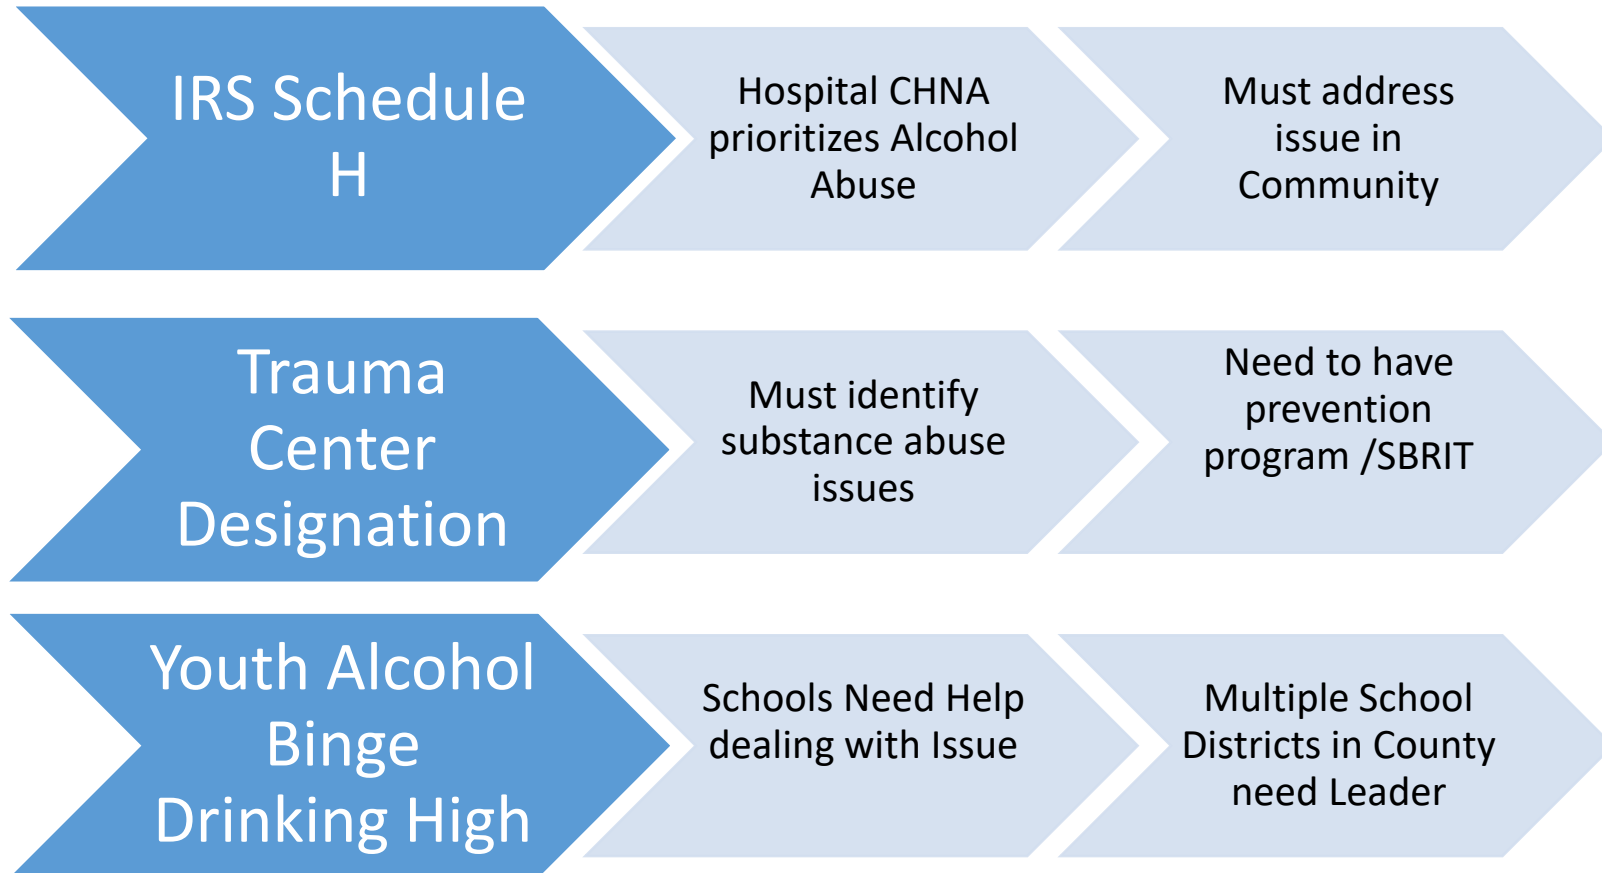 IRS Schedule
H
Hospital CHNA
prioritizes Alcohol
Abuse
Must address
issue in
Community
Trauma
Center
Designation
Must identify
substance abuse
issues
Need to have
prevention
program /SBRIT
Youth Alcohol
Binge
Drinking High
Schools Need Help
dealing with Issue
Multiple School
Districts in County
need Leader